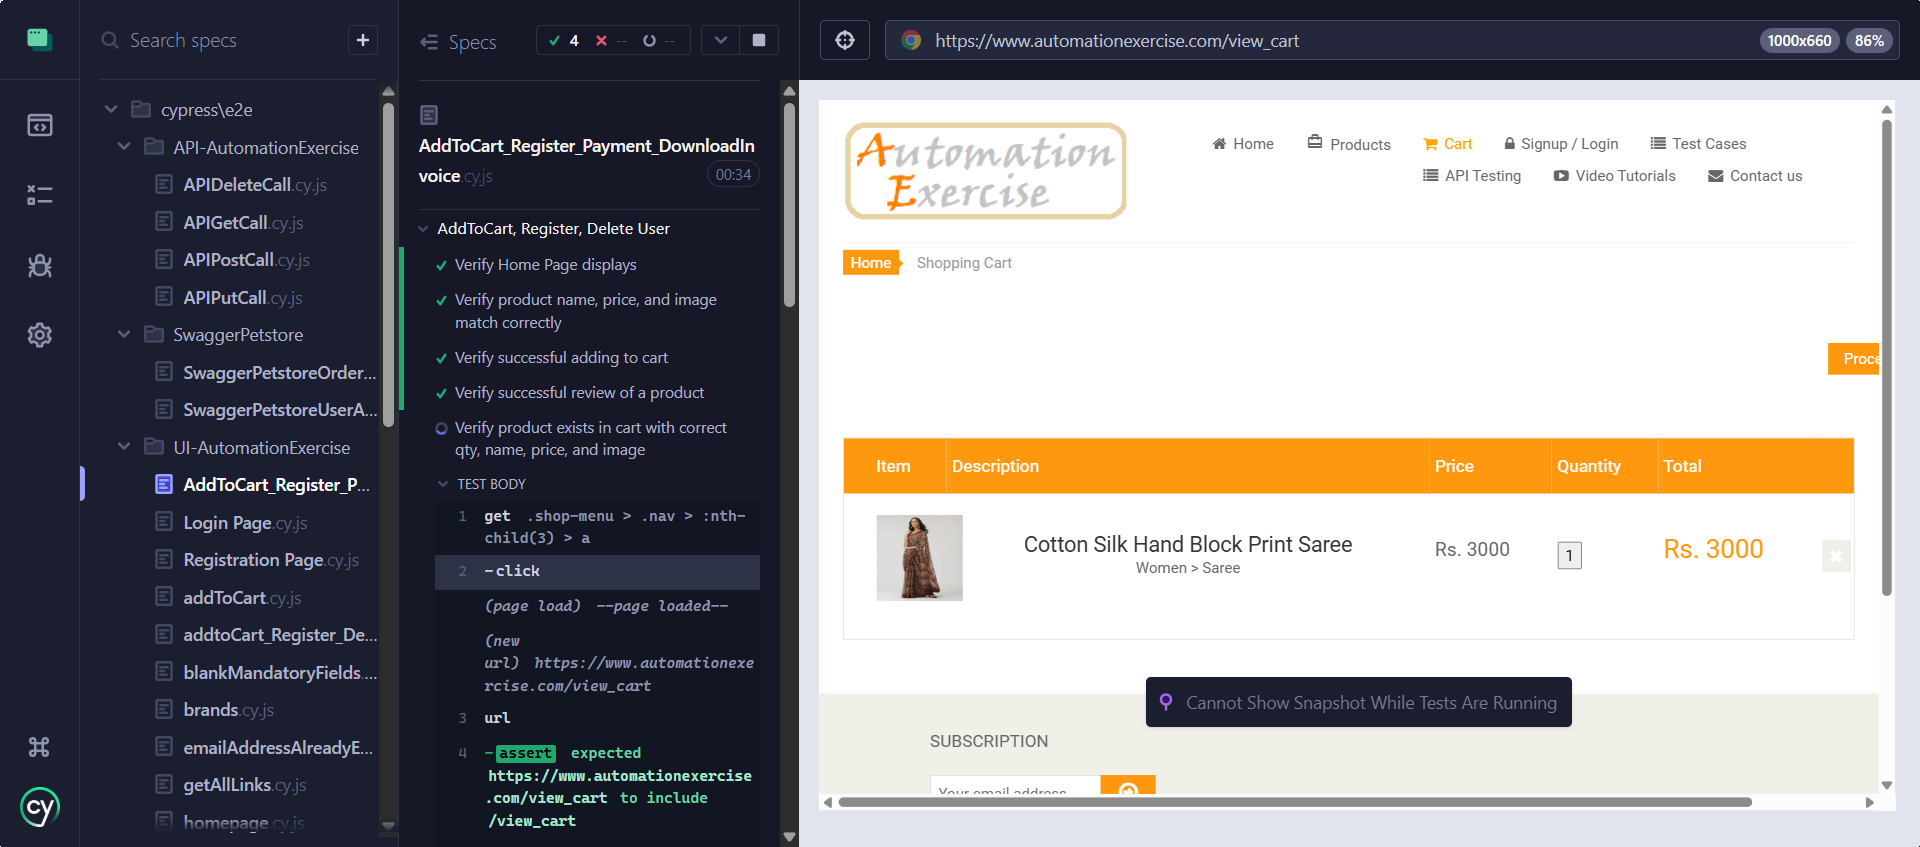 Search specs
+
cypress\e2e
API-AutomationExercise
APIDeleteCall.cy.js
APIGetCall.cy.js
APIPostCall.cy.js
APIPutCall.cy.js
SwaggerPetstore
SwaggerPetstoreOrder...
SwaggerPetstoreUserA...
UI-AutomationExercise
AddToCart_Register_P...
Login Page.cy.js
Registration Page.cy.js
addToCart.cy.js
addtoCart_Register_De...
blankMandatoryFields....
brands.cy.js
emailAddressAlreadyE...
getAllLinks.cy.js
homepage.cy.js
cy
Specs
4 -- --
AddToCart_Register_Payment_DownloadIn
voice.cy.js 00:34
AddToCart, Register, Delete User
Verify Home Page displays
Verify product name, price, and image
match correctly
Verify successful adding to cart
Verify successful review of a product
Verify product exists in cart with correct
qty, name, price, and image
TEST BODY
1 get .shop-menu > .nav > :nth-
child(3) > a
2 -click
(page load) --page loaded--
(new
url) https://www.automationexe
rcise.com/view_cart
3 url
4 -assert expected
https://www.automationexercise
.com/view_cart to include
/view_cart
https://www.automationexercise.com/view_cart 1000x660 86%
Automation
Exercise
Home Products Cart Signup / Login Test Cases
API Testing Video Tutorials Contact us
Home Shopping Cart
Proce
Item Description Price Quantity Total
Cotton Silk Hand Block Print Saree
Women > Saree
Rs. 3000 1 Rs. 3000
Cannot Show Snapshot While Tests Are Running
SUBSCRIPTION
Your email address